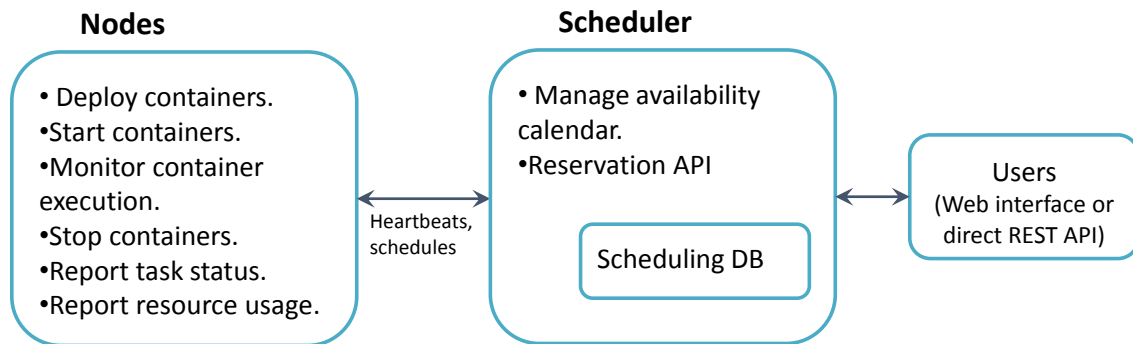 Nodes
• Deploy containers.
•Start containers.
•Monitor container
execution.
•Stop containers.
•Report task status.
•Report resource usage.
Heartbeats,
schedules
Scheduler
• Manage availability
calendar.
•Reservation API
Scheduling DB
Users
(Web interface or
direct REST API)